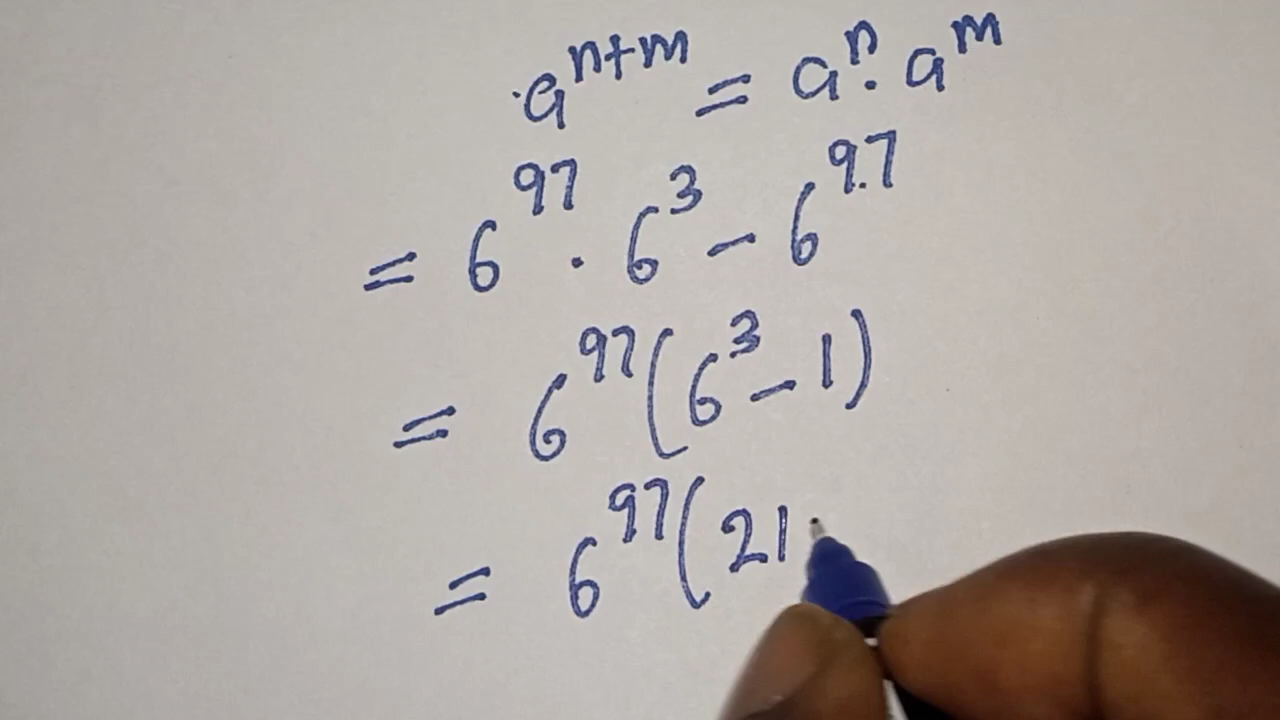 a^{n+m} = a^n · a^m
= 6^{97} · 6^3 - 6^{97}
= 6^{97} (6^3 - 1)
= 6^{97} (21